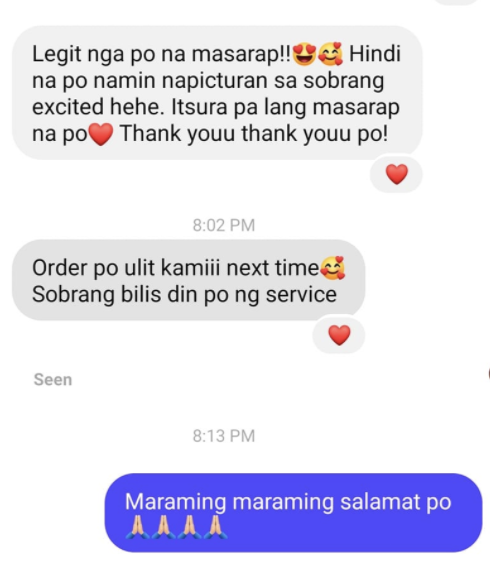 Legit nga po na masarap!!😍🥰 Hindi
na po namin napicturan sa sobrang
excited hehe. Itsura pa lang masarap
na po❤️ Thank youu thank youu po!
❤️
8:02 PM
Order po ulit kamiii next time🥰
Sobrang bilis din po ng service
❤️
Seen
8:13 PM
Maraming maraming salamat po
🙏🏼🙏🏼🙏🏼🙏🏼